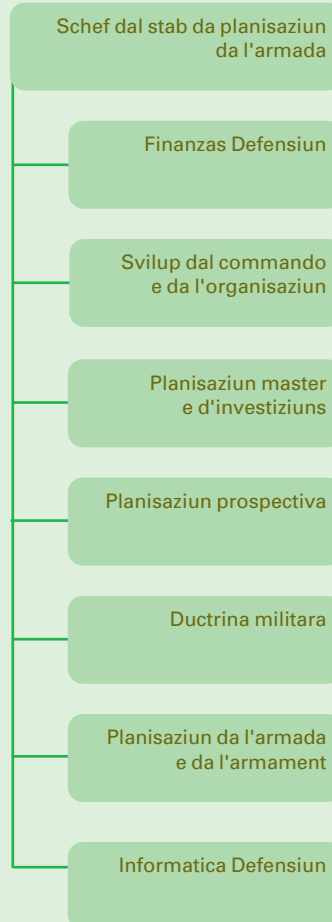 Schef dal stab da planisaziun
da l'armada
Finanzas Defensiun
Svilup dal commando
e da l'organisaziun
Planisaziun master
e d'investiziuns
Planisaziun prospectiva
Ductrina militara
Planisaziun da l'armada
e da l'armament
Informatica Defensiun